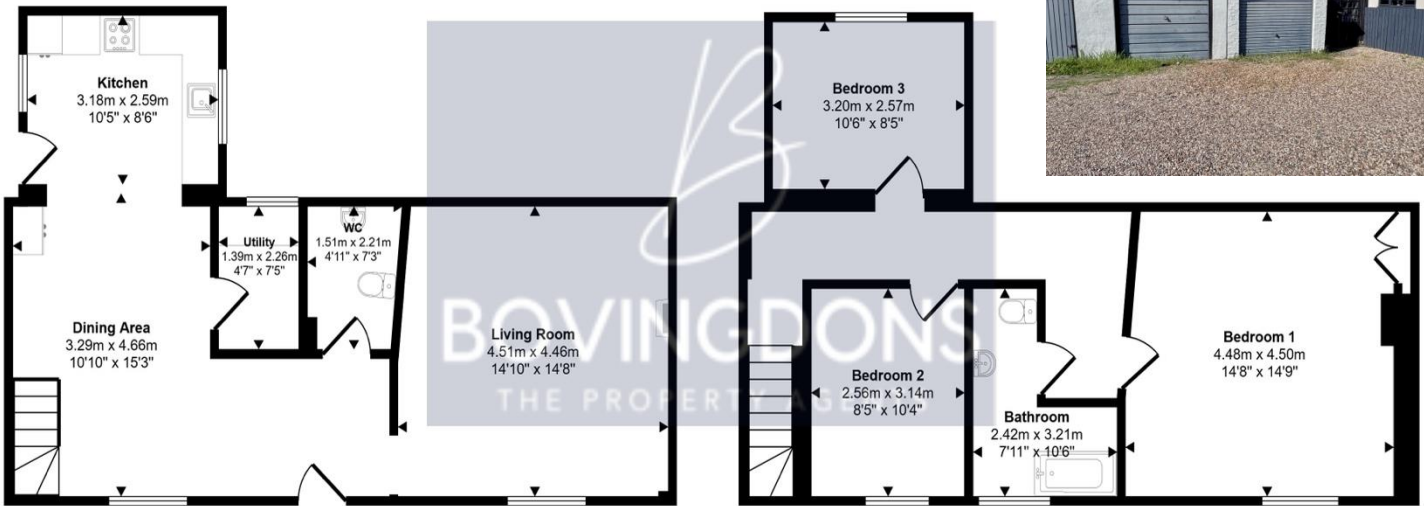 Kitchen
3.18m x 2.59m
10'5" x 8'6"
Utility
1.39m x 2.26m
4'7" x 7'5"
WC
1.51m x 2.21m
4'11" x 7'3"
Dining Area
3.29m x 4.66m
10'10" x 15'3"
Living Room
4.51m x 4.46m
14'10" x 14'8"
Bedroom 3
3.20m x 2.57m
10'6" x 8'5"
Bedroom 2
2.56m x 3.14m
8'5" x 10'4"
Bathroom
2.42m x 3.21m
7'11" x 10'6"
Bedroom 1
4.48m x 4.50m
14'8" x 14'9"
B
BOVINGDONS
THE PROPERTY AGENTS